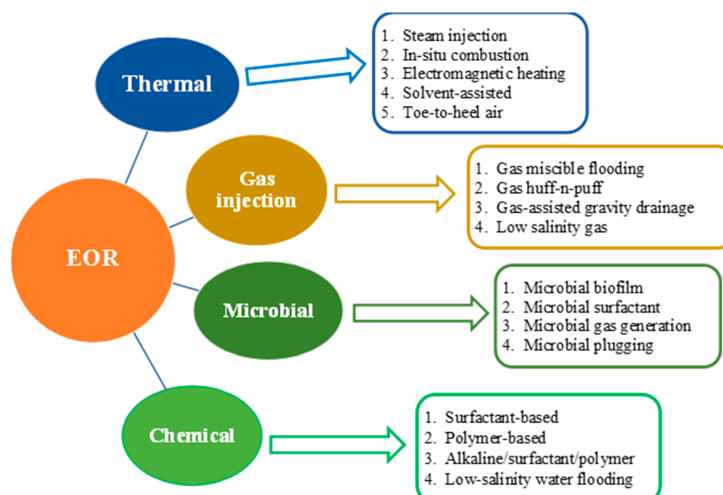 EOR
Thermal
1. Steam injection
2. In-situ combustion
3. Electromagnetic heating
4. Solvent-assisted
5. Toe-to-heel air
Gas
injection
1. Gas miscible flooding
2. Gas huff-n-puff
3. Gas-assisted gravity drainage
4. Low salinity gas
Microbial
1. Microbial biofilm
2. Microbial surfactant
3. Microbial gas generation
4. Microbial plugging
Chemical
1. Surfactant-based
2. Polymer-based
3. Alkaline/surfactant/polymer
4. Low-salinity water flooding